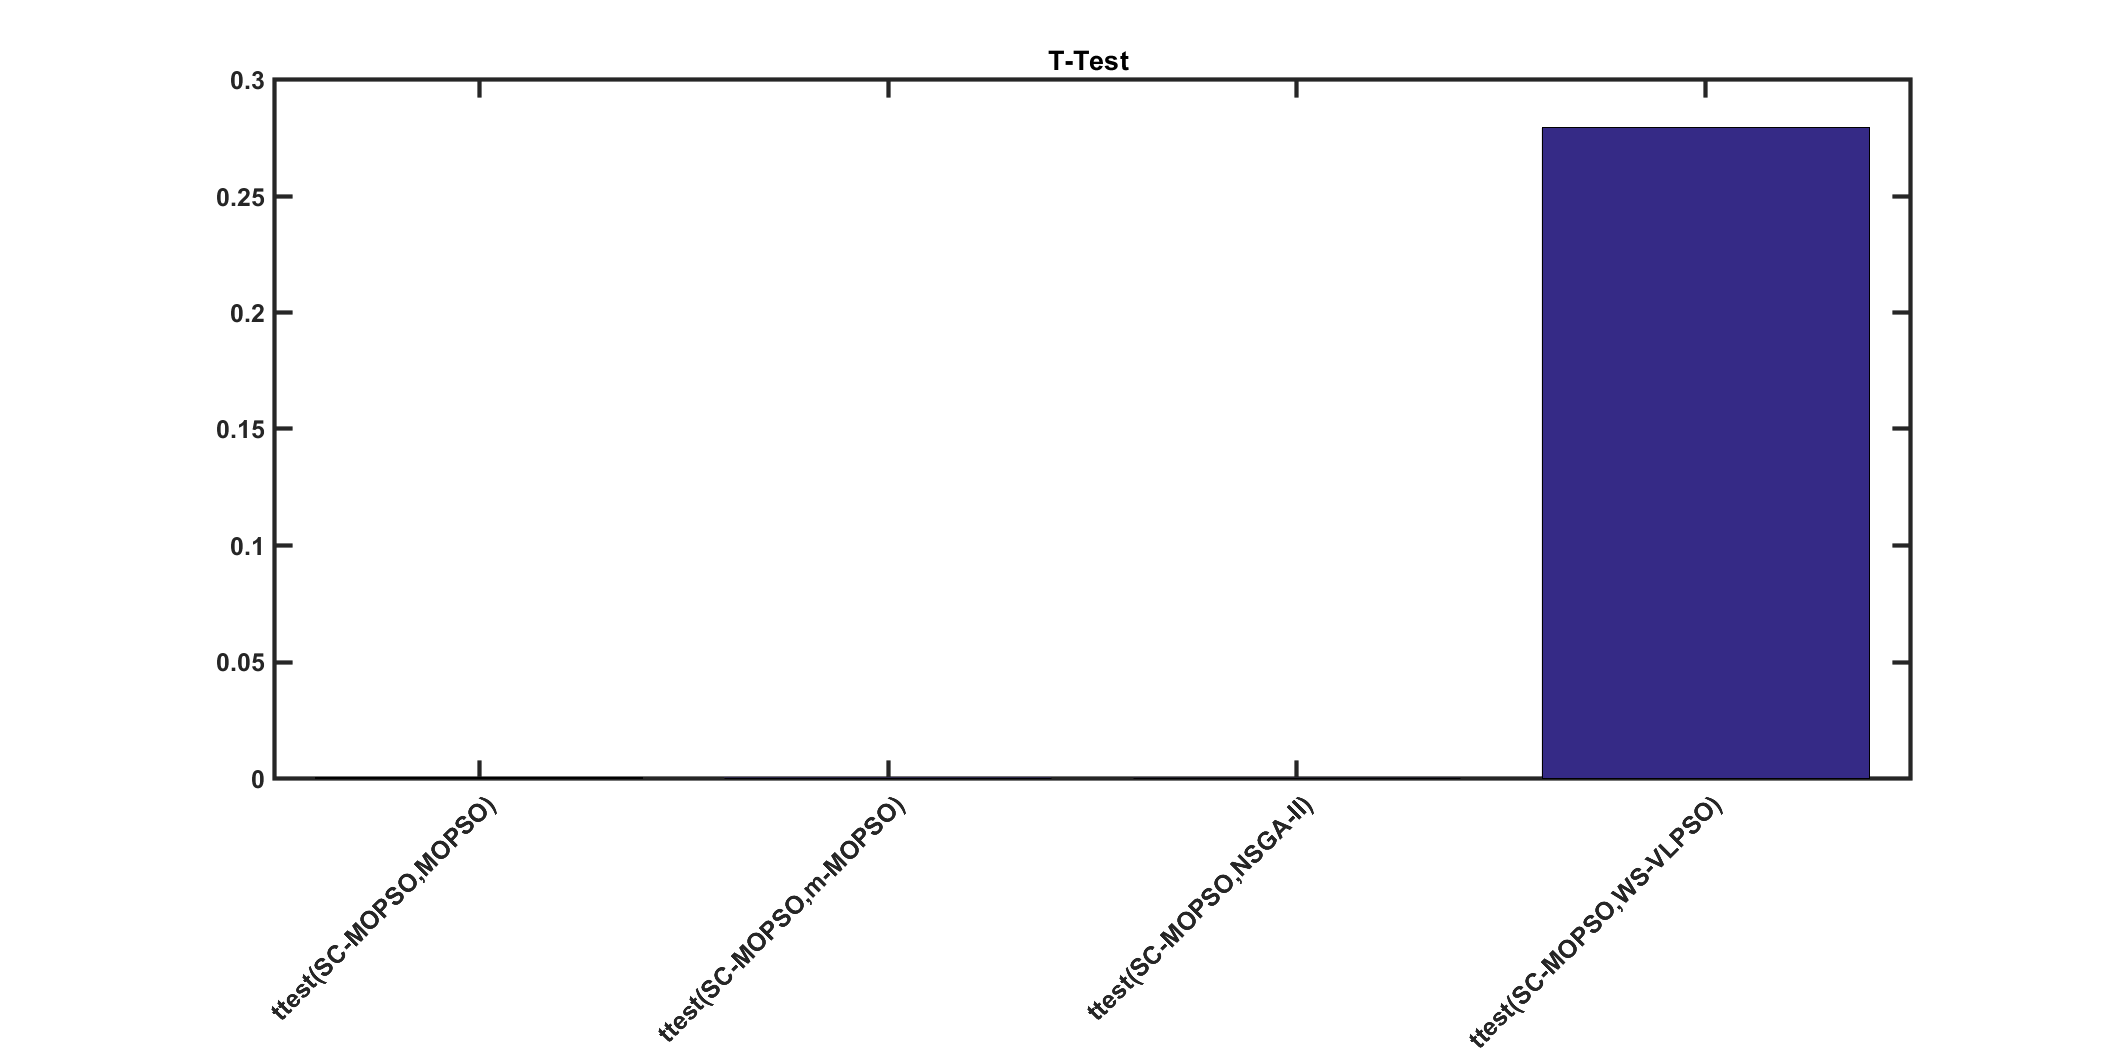 T-Test
0.3
0.25
0.2
0.15
0.1
0.05
0
ttest(SC-MOPSO,MOPSO)
ttest(SC-MOPSO,m-MOPSO)
ttest(SC-MOPSO,NSGA-II)
ttest(SC-MOPSO,WS-VLPSO)